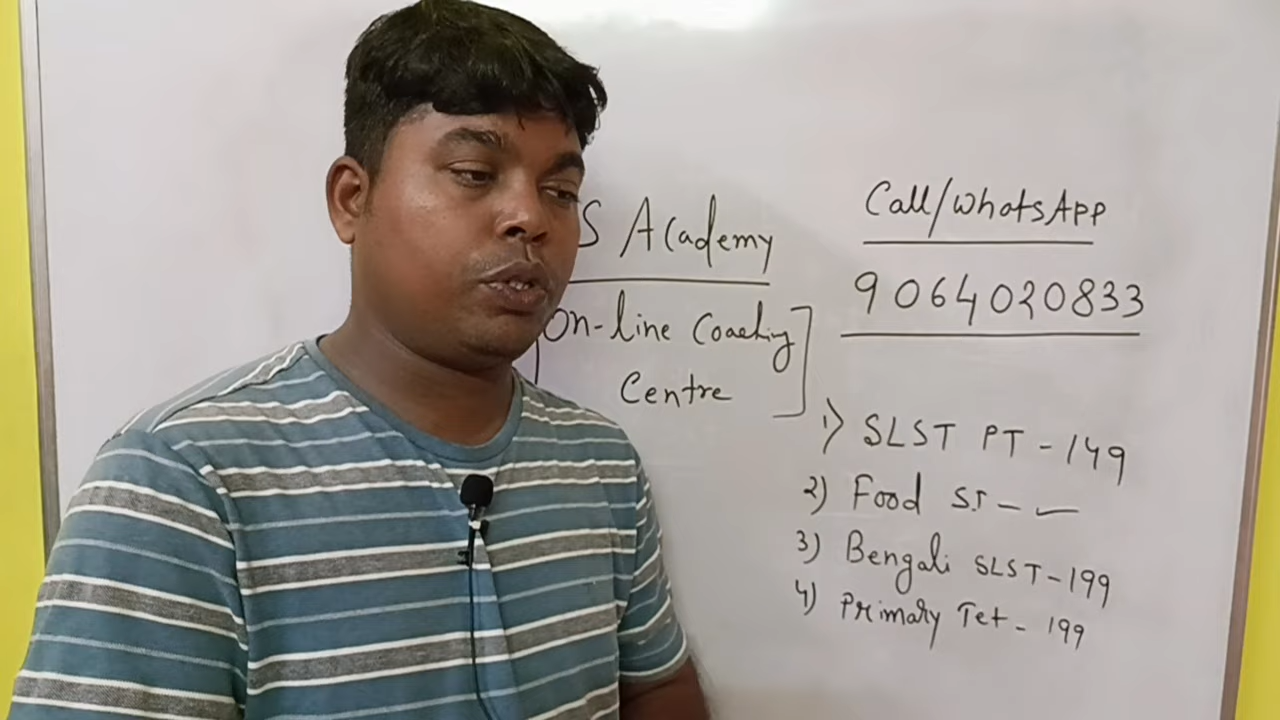 S Academy
On-line Coaching
Centre
Call/WhatsAPP
9064020833
1) SLST PT - 149
2) Food S.I -
3) Bengali SLST - 199
4) Primary Tet - 199